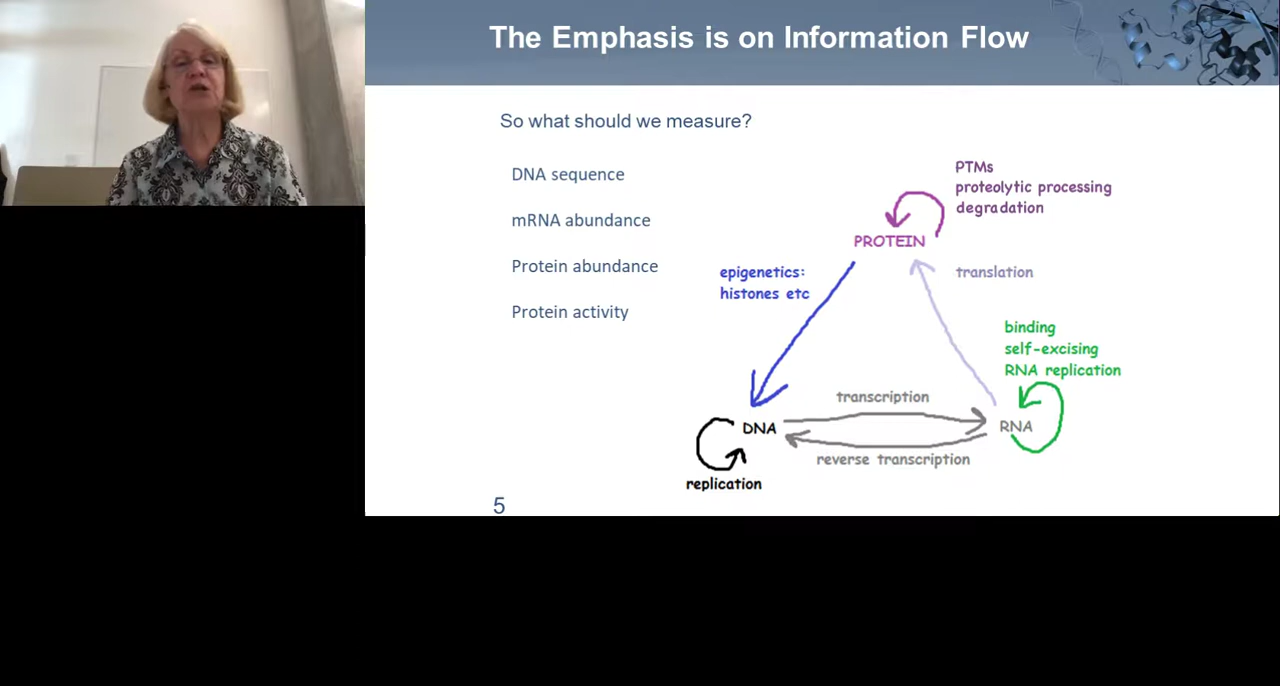 The Emphasis is on Information Flow
So what should we measure?
DNA sequence
mRNA abundance
Protein abundance
Protein activity
PTMs
proteolytic processing
degradation
PROTEIN
epigenetics:
histones etc
translation
binding
self-excising
RNA replication
transcription
DNA
RNA
reverse transcription
replication
5